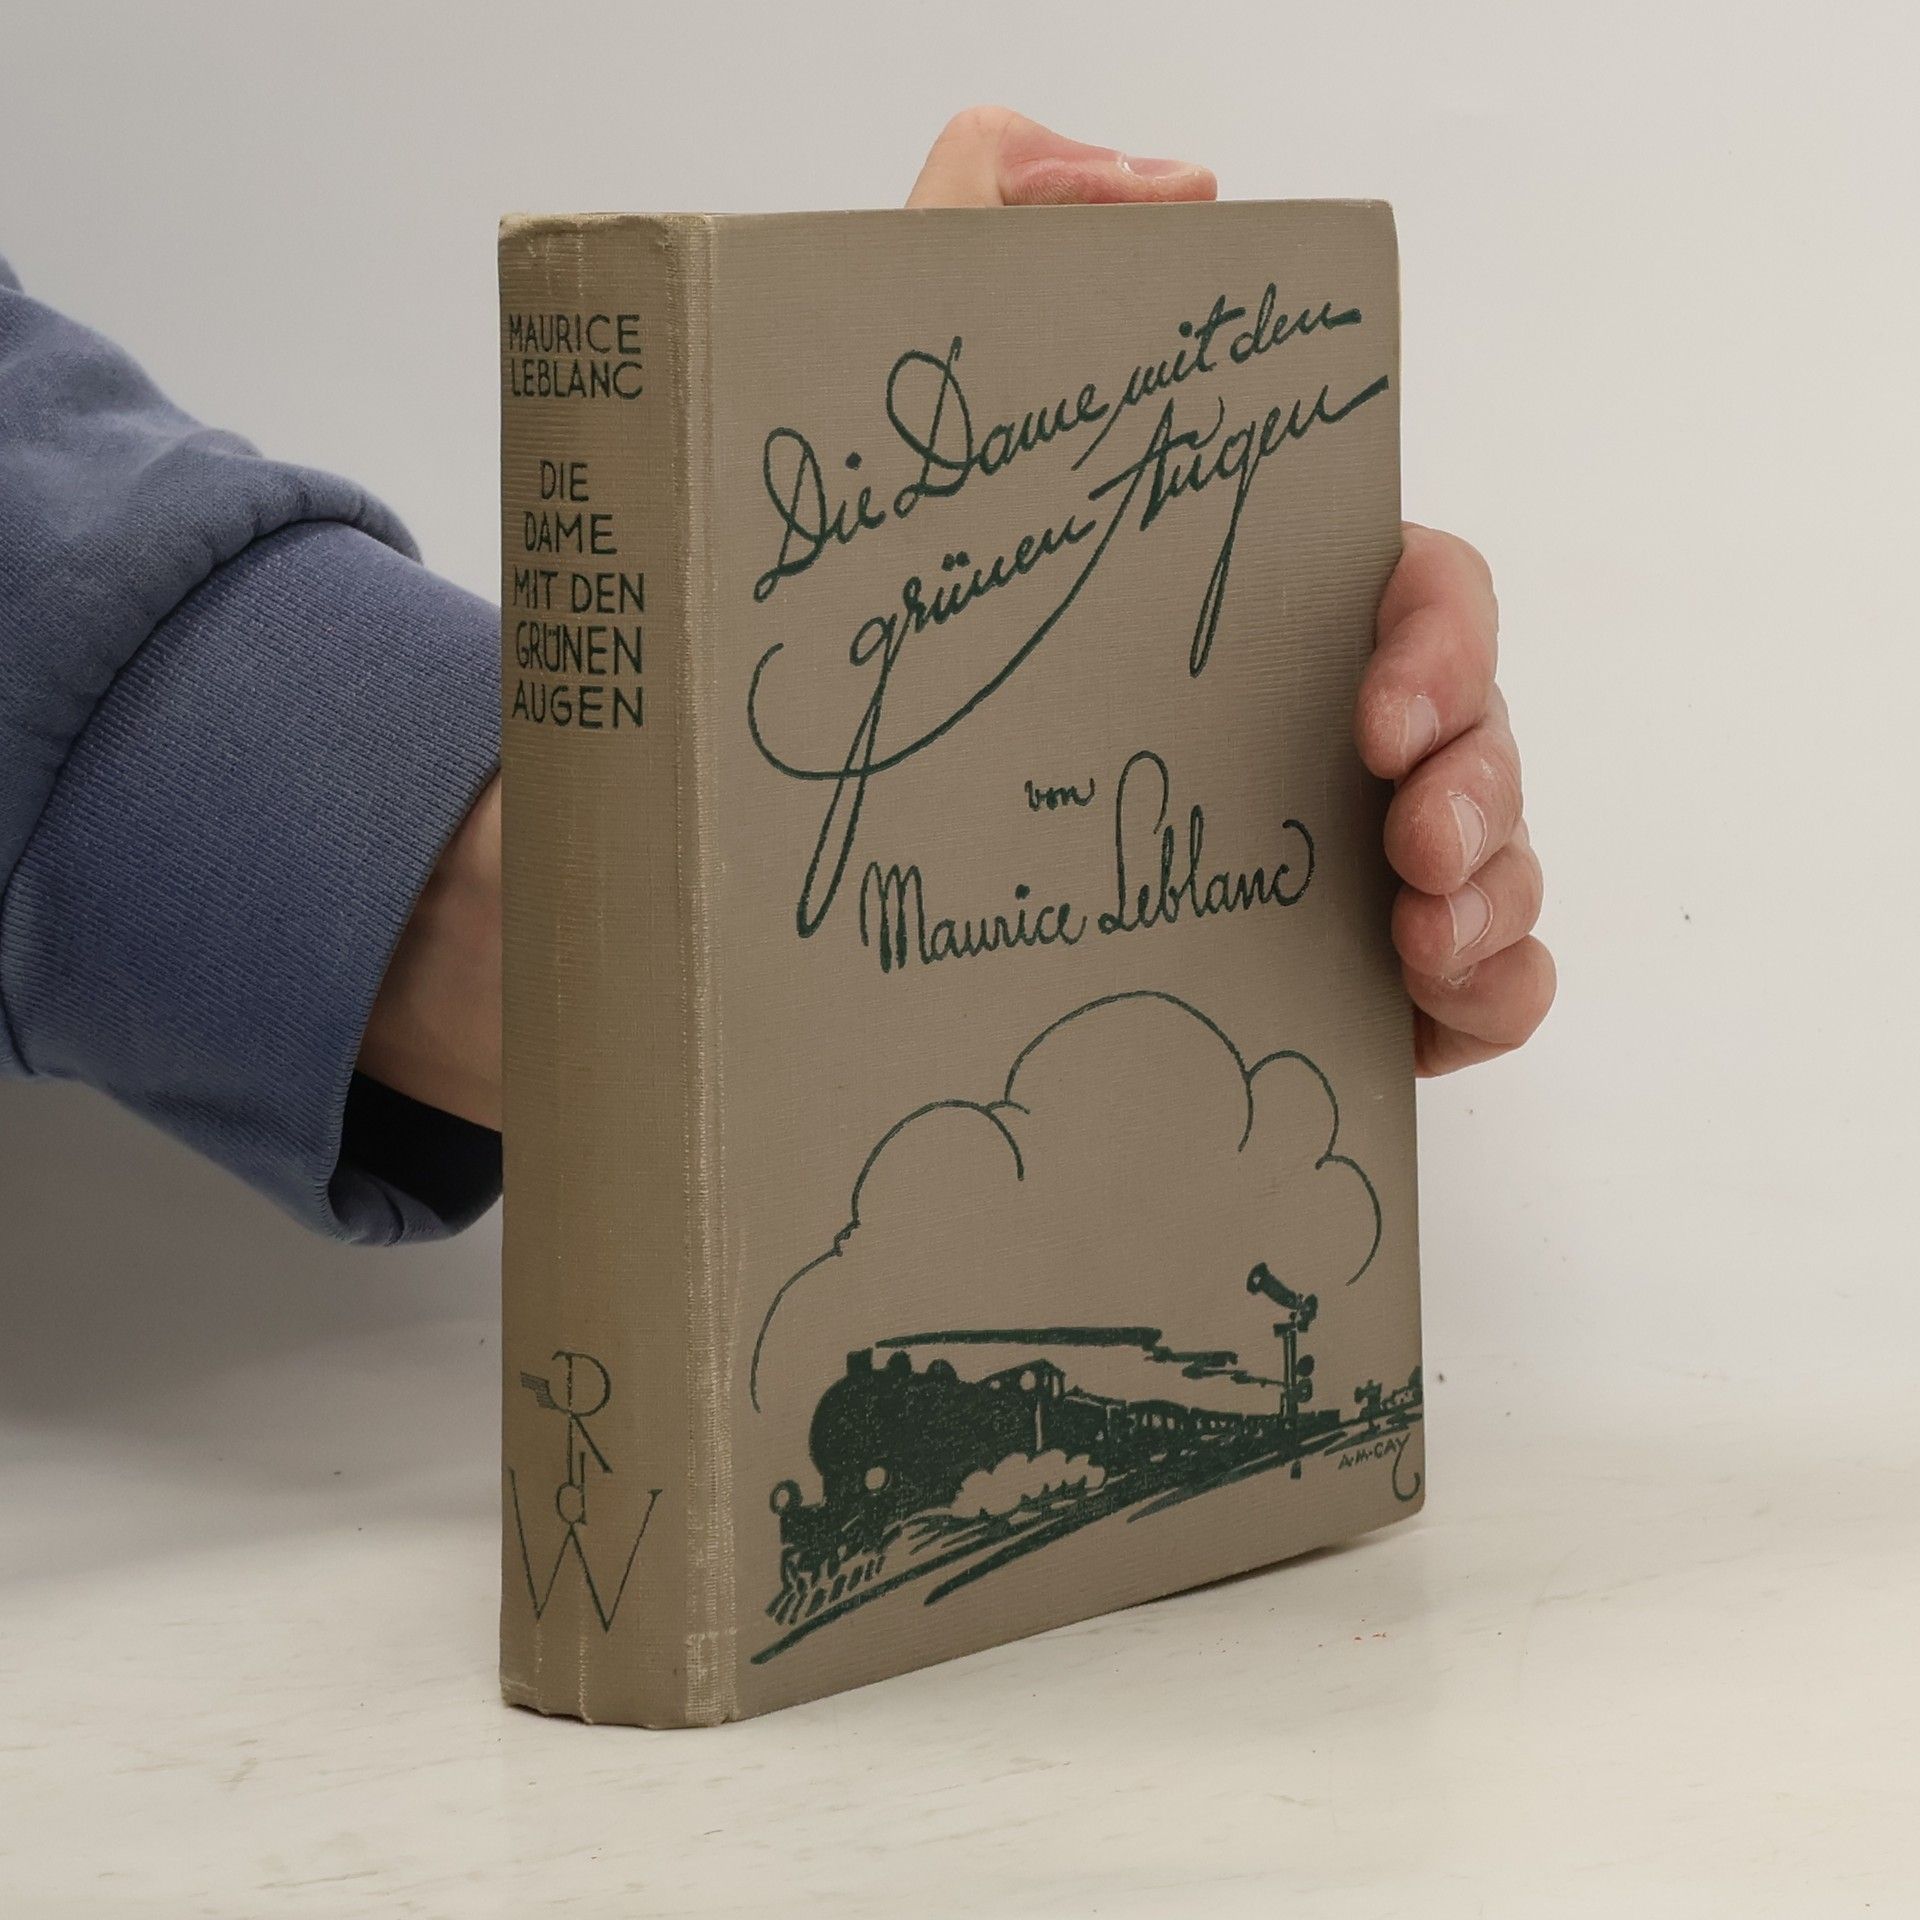 MAURICE
LEBLANC
DIE
DAME
MIT DEN
GRÜNEN
AUGEN
R
d
W
Die Dame mit den
grünen Augen
von
Maurice Leblanc
A.M.CAY